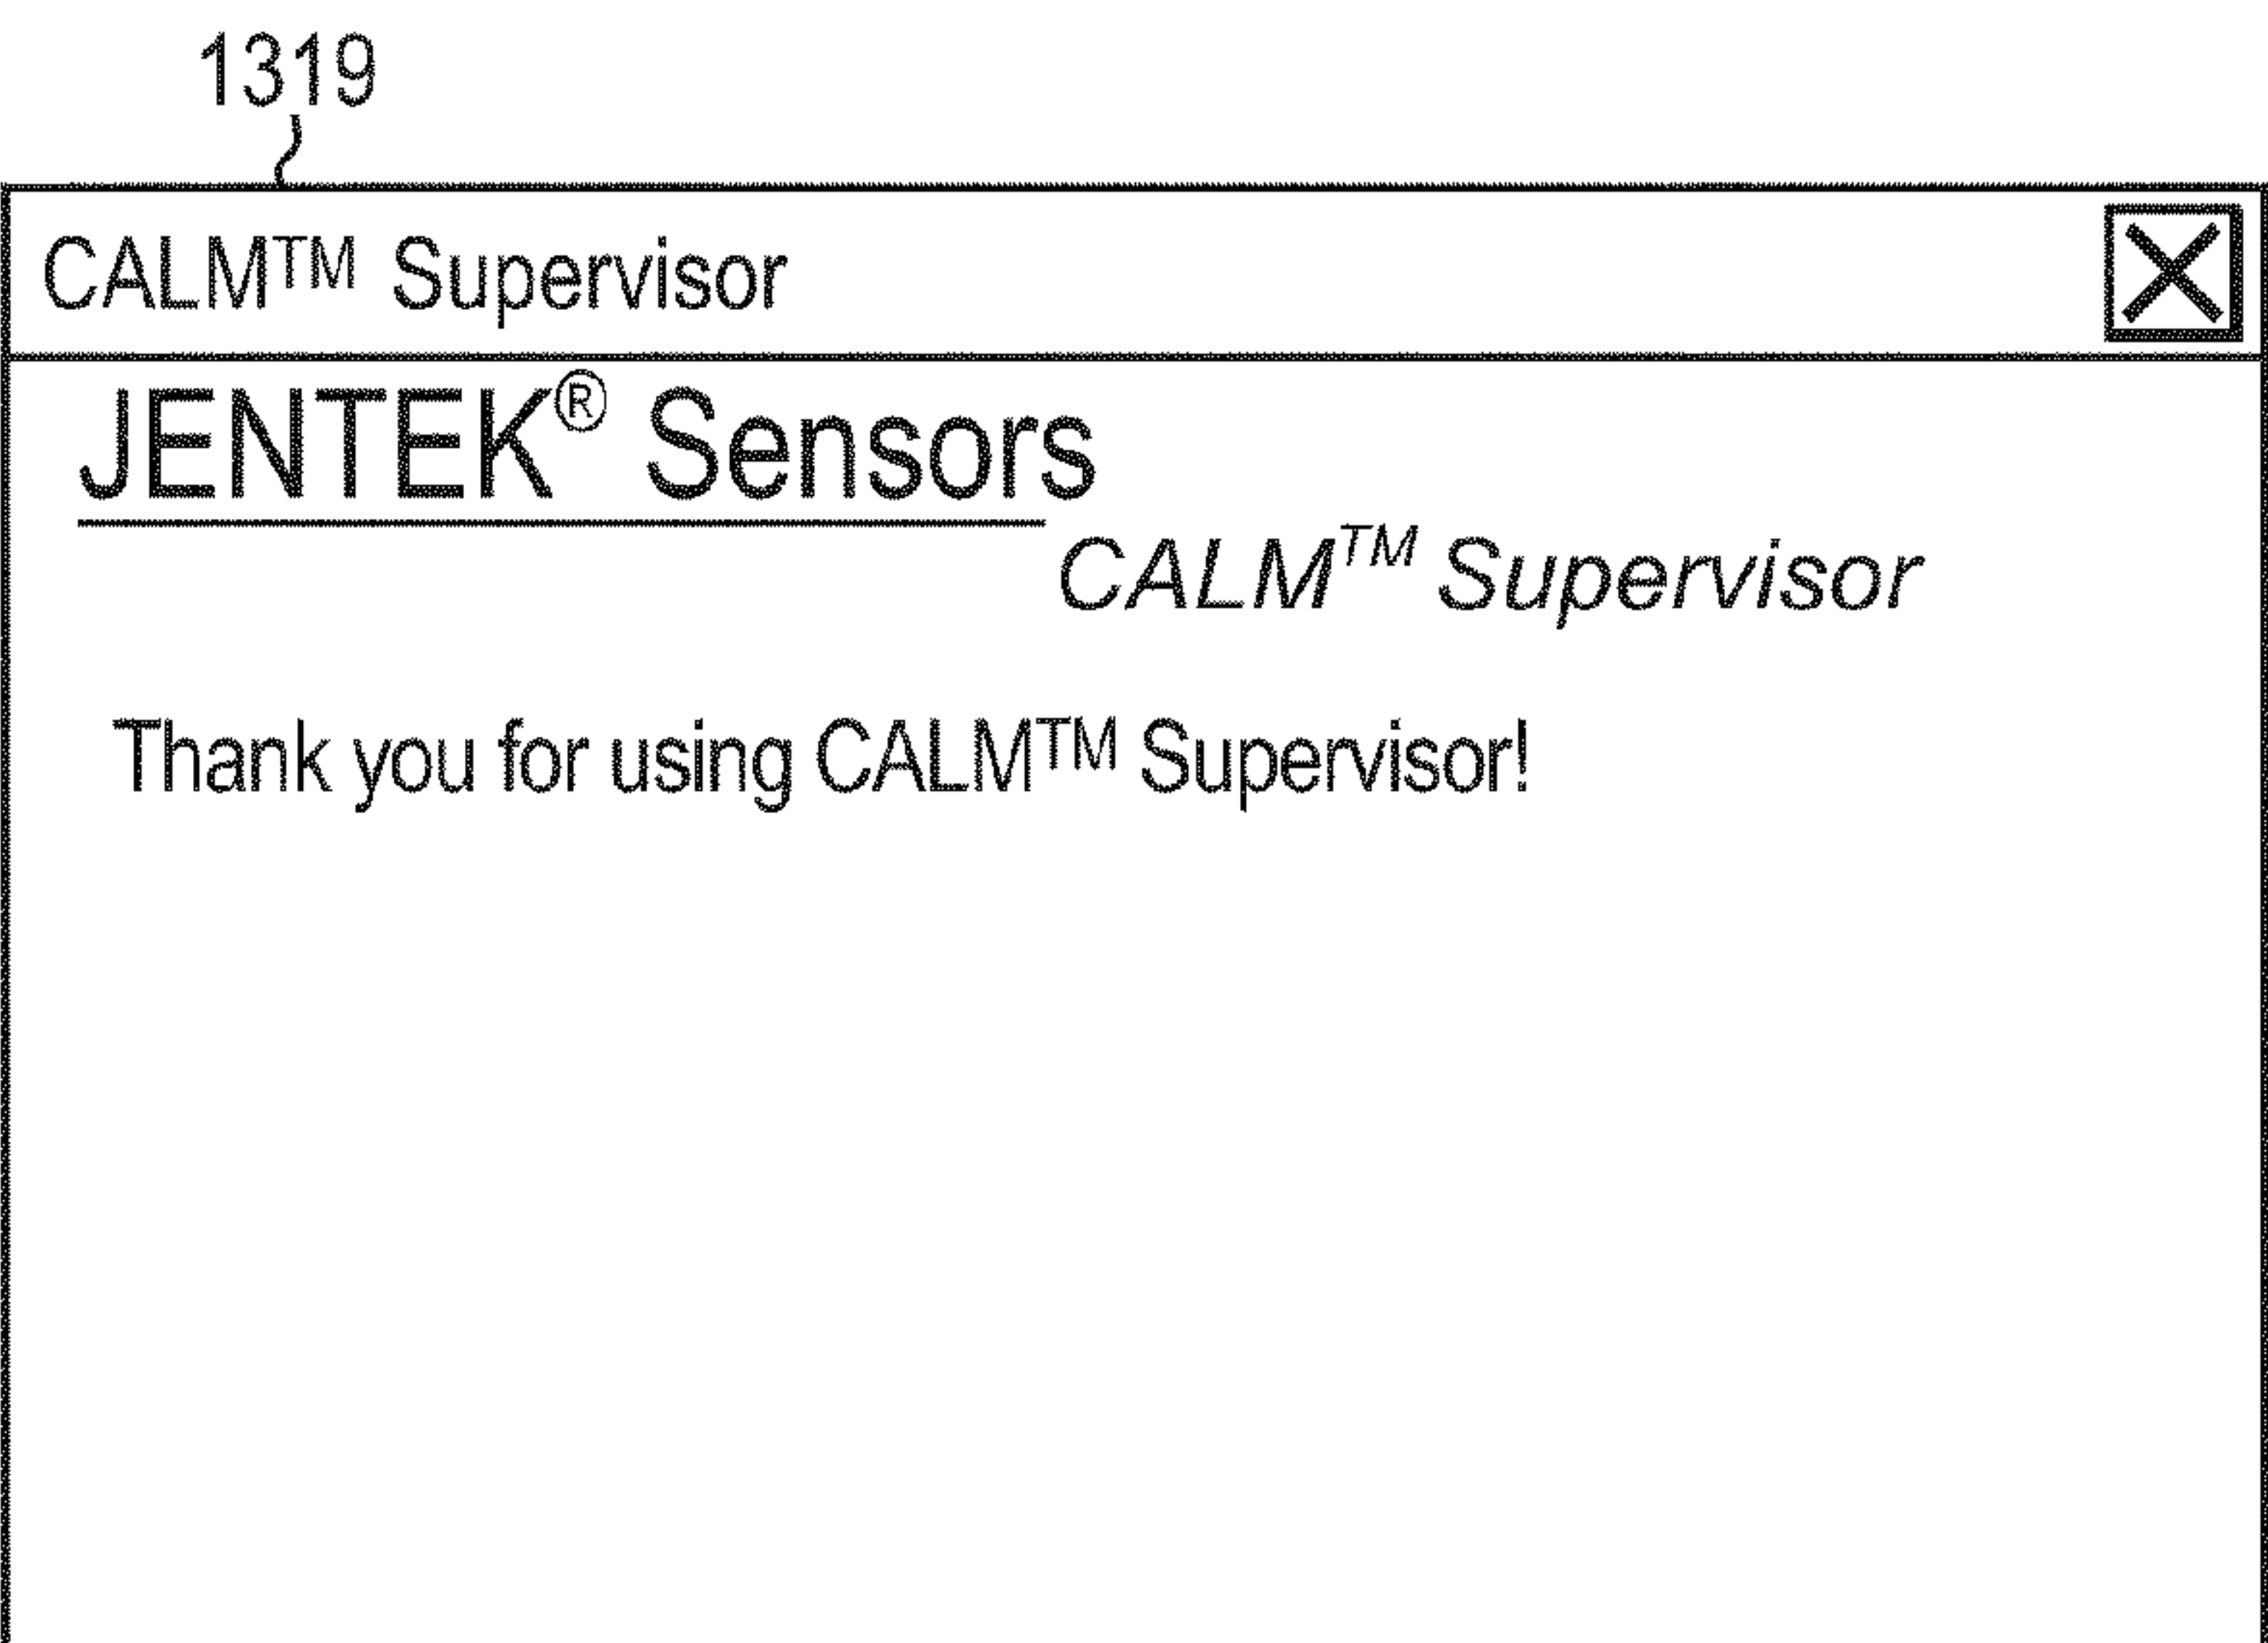 1319
CALM™ Supervisor
JENTEK® Sensors
CALM™ Supervisor
Thank you for using CALM™ Supervisor!